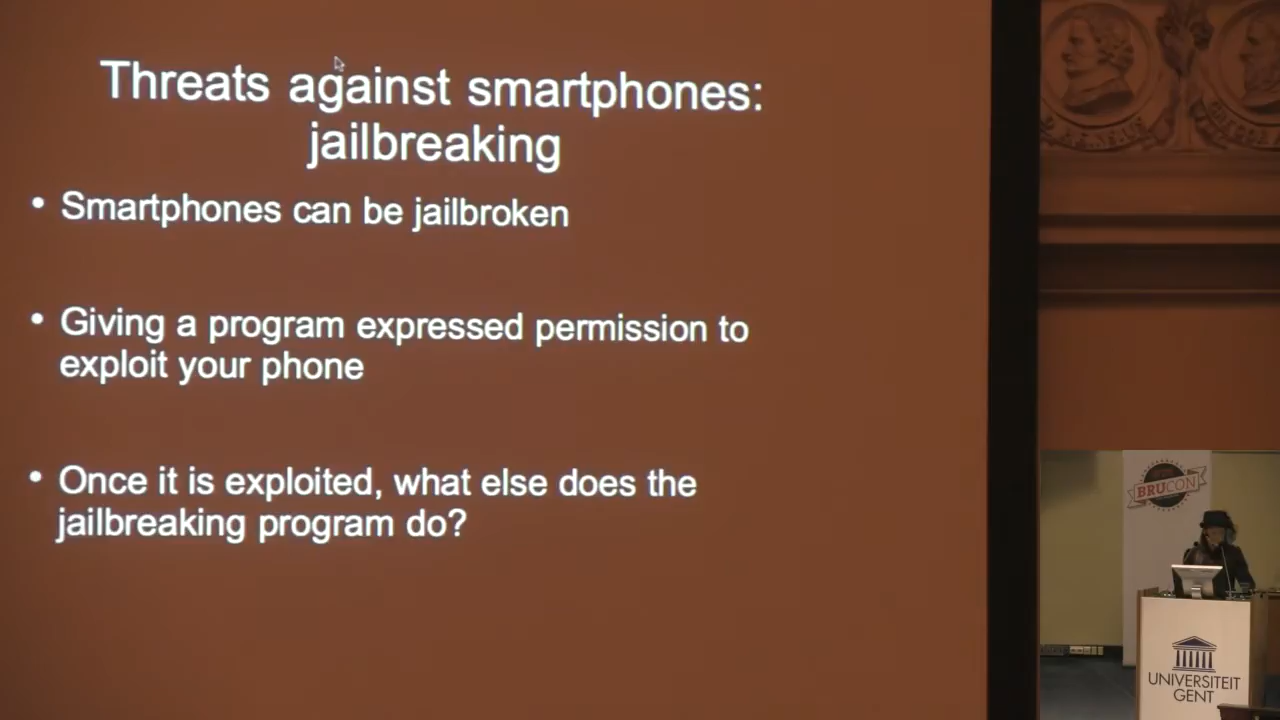 Threats against smartphones:
jailbreaking
• Smartphones can be jailbroken
• Giving a program expressed permission to
exploit your phone
• Once it is exploited, what else does the
jailbreaking program do?
BRUCON
UNIVERSITEIT
GENT